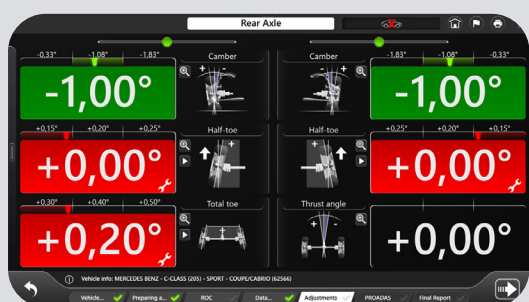 Rear Axle
-0.33° -1,08° -1,83° Camber Camber -1,83° -1,08° -0.33°
-1,00° -1,00°
+0,15° +0,20° +0,25° Half-toe Half-toe +0,25° +0,20° +0,15°
+0,00° +0,00°
+0,30° +0,40° +0,50° Total toe Thrust angle
+0,20° +0,00°
Vehicle info: MERCEDES BENZ - C-CLASS (205) - SPORT - COUPE/CABRIO (62566)
Vehicle... Preparing a... ROC Data... Adjustments PROADAS Final Report